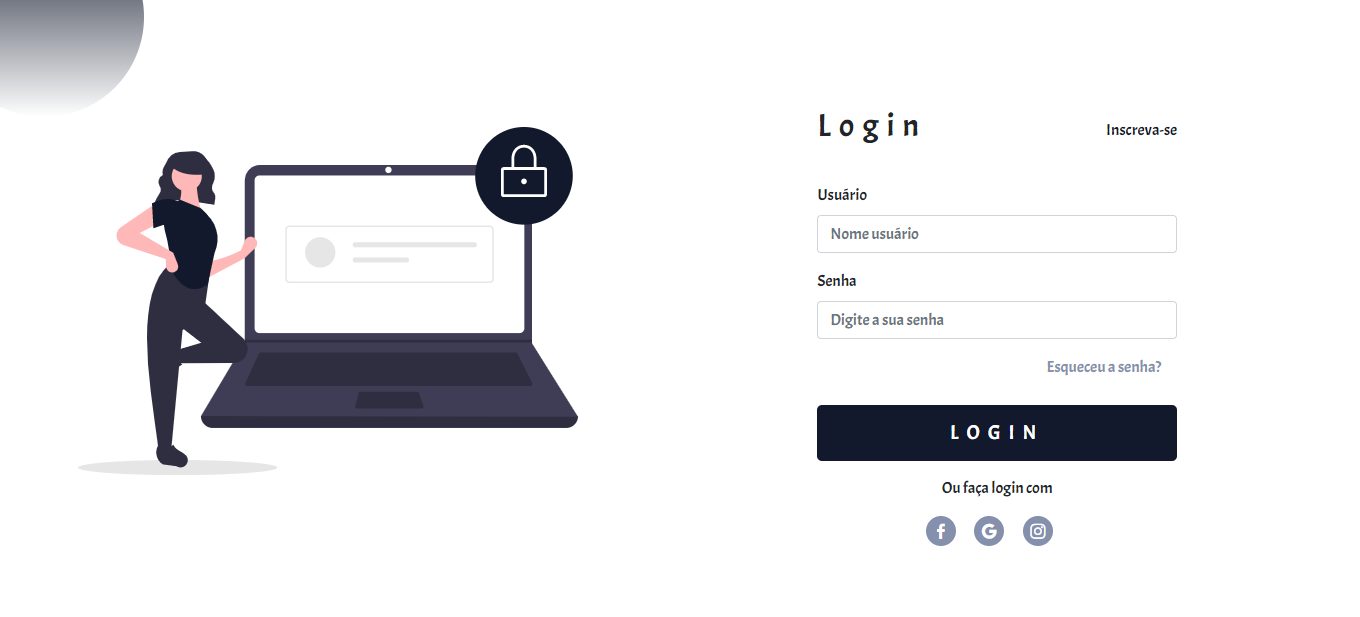 Login
Inscreva-se
Usuário
Nome usuário
Senha
Digite a sua senha
Esqueceu a senha?
LOGIN
Ou faça login com